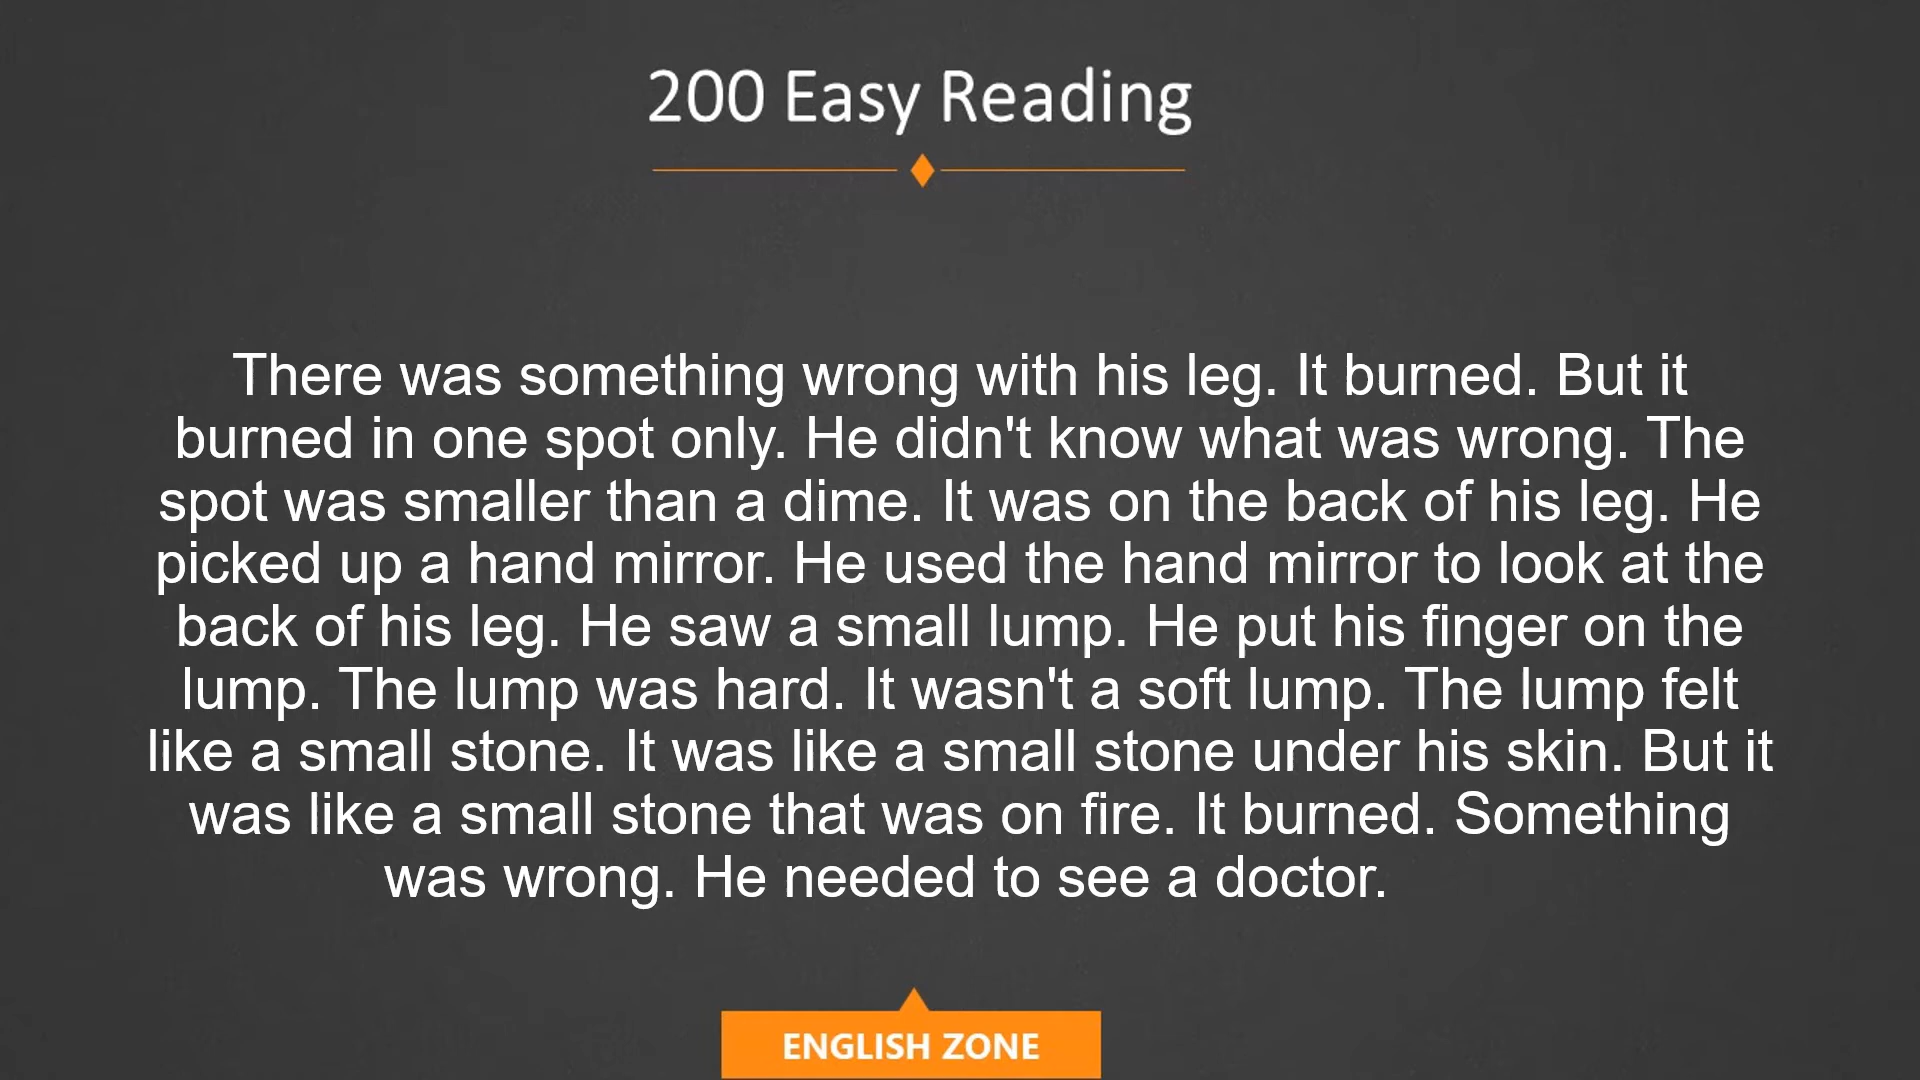 200 Easy Reading
There was something wrong with his leg. It burned. But it
burned in one spot only. He didn't know what was wrong. The
spot was smaller than a dime. It was on the back of his leg. He
picked up a hand mirror. He used the hand mirror to look at the
back of his leg. He saw a small lump. He put his finger on the
lump. The lump was hard. It wasn't a soft lump. The lump felt
like a small stone. It was like a small stone under his skin. But it
was like a small stone that was on fire. It burned. Something
was wrong. He needed to see a doctor.
ENGLISH ZONE